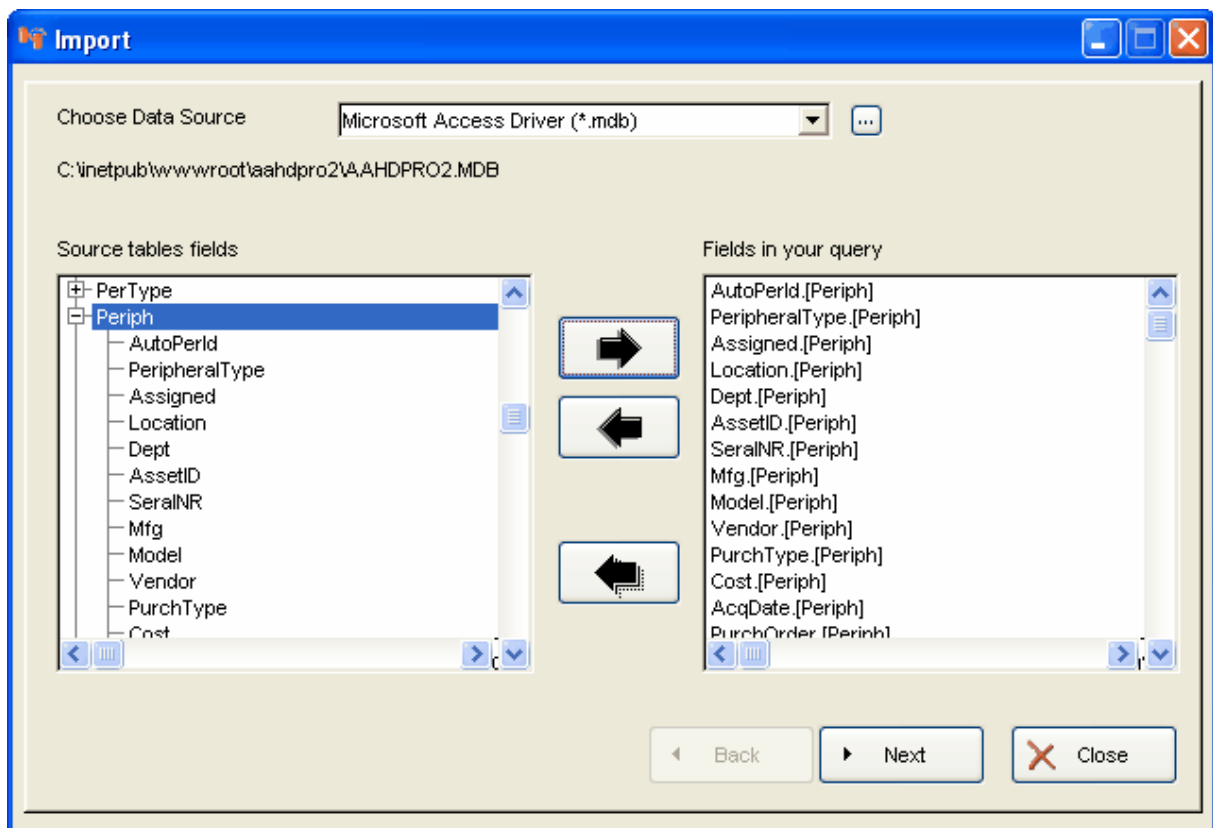 Import
Choose Data Source
Microsoft Access Driver (*.mdb)
...
C:\inetpub\wwwroot\aahdpro2\AAHDPRO2.MDB
Source tables fields
PerType
Periph
AutoPerId
PeripheralType
Assigned
Location
Dept
AssetID
SeralNR
Mfg
Model
Vendor
PurchType
Cost
Fields in your query
AutoPerId.[Periph]
PeripheralType.[Periph]
Assigned.[Periph]
Location.[Periph]
Dept.[Periph]
AssetID.[Periph]
SeralNR.[Periph]
Mfg.[Periph]
Model.[Periph]
Vendor.[Periph]
PurchType.[Periph]
Cost.[Periph]
AcqDate.[Periph]
PurchOrder.[Periph]
Back
Next
Close